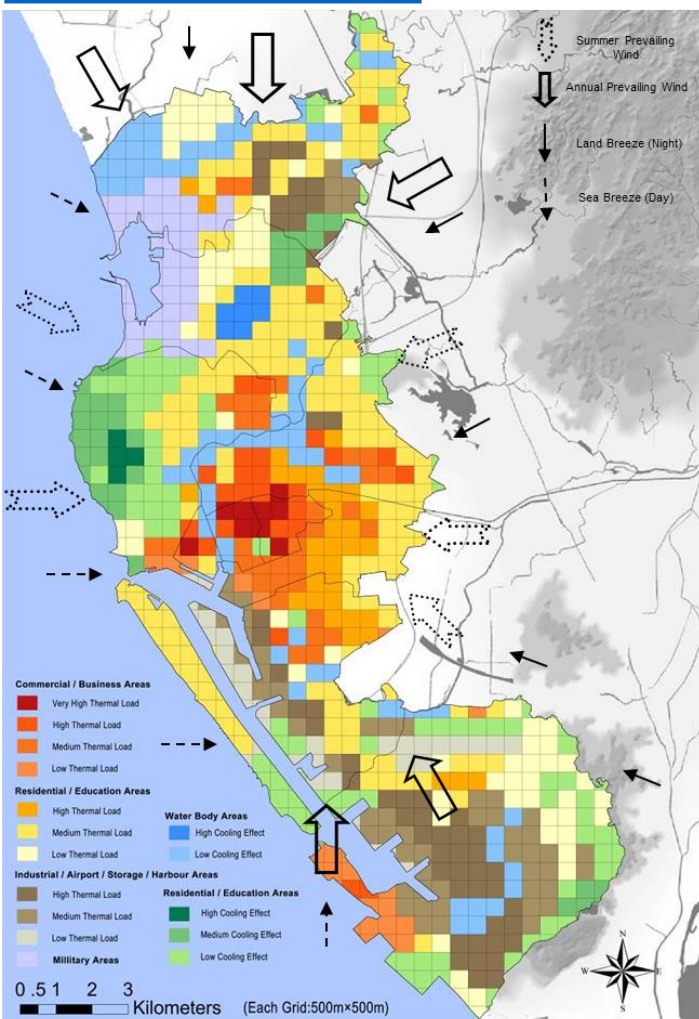 Summer Prevailing
Wind
Annual Prevailing Wind
Land Breeze (Night)
Sea Breeze (Day)
Commercial / Business Areas
Very High Thermal Load
High Thermal Load
Medium Thermal Load
Low Thermal Load
Residential / Education Areas
High Thermal Load
Medium Thermal Load
Low Thermal Load
Industrial / Airport / Storage / Harbour Areas
High Thermal Load
Medium Thermal Load
Low Thermal Load
Millitary Areas
Water Body Areas
High Cooling Effect
Low Cooling Effect
Residential / Education Areas
High Cooling Effect
Medium Cooling Effect
Low Cooling Effect
0 .5 1 2 3
Kilometers (Each Grid:500m×500m)
N
W E
S